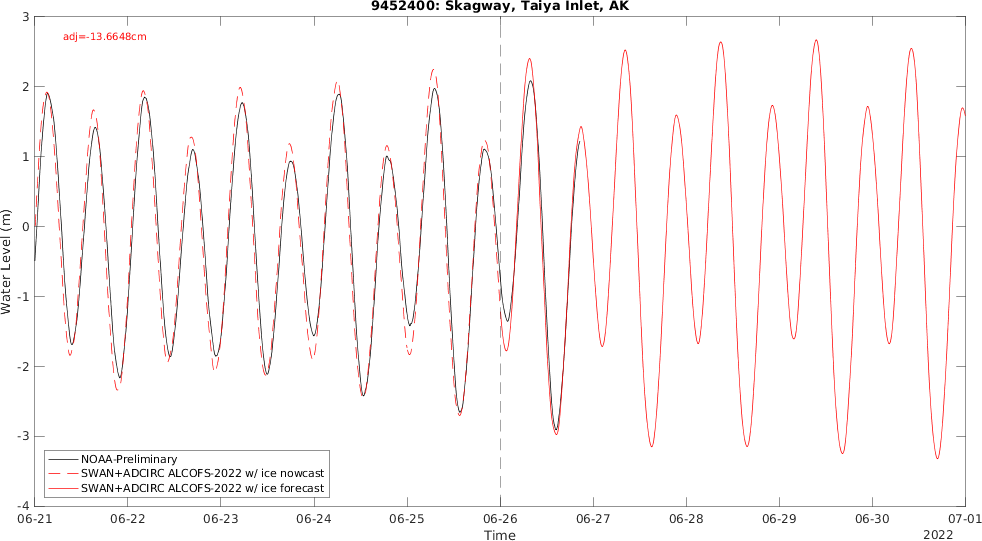 9452400: Skagway, Taiya Inlet, AK
adj=-13.6648cm
3
2
1
0
-1
-2
-3
-4
Water Level (m)
NOAA-Preliminary
SWAN+ADCIRC ALCOFS-2022 w/ ice nowcast
SWAN+ADCIRC ALCOFS-2022 w/ ice forecast
06-21 06-22 06-23 06-24 06-25 06-26 06-27 06-28 06-29 06-30 07-01
Time
2022